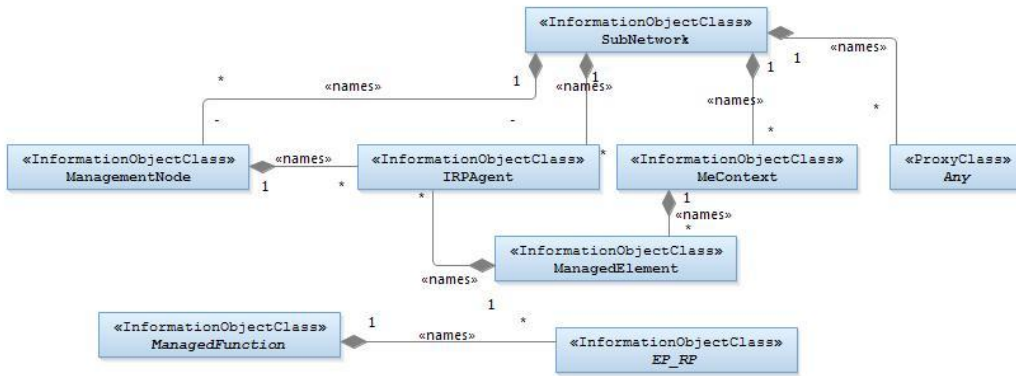 «InformationObjectClass»
SubNetwork
«names»
1
1
«names»
1
1
*
«names»
«names»
*
*
-
-
«InformationObjectClass»
ManagementNode
«names»
1
*
*
«InformationObjectClass»
IRPAgent
*
«InformationObjectClass»
MeContext
«ProxyClass»
Any
1
«names»
*
«InformationObjectClass»
ManagedElement
«names»
1
«InformationObjectClass»
ManagedFunction
1
«names»
*
«InformationObjectClass»
EP_RP